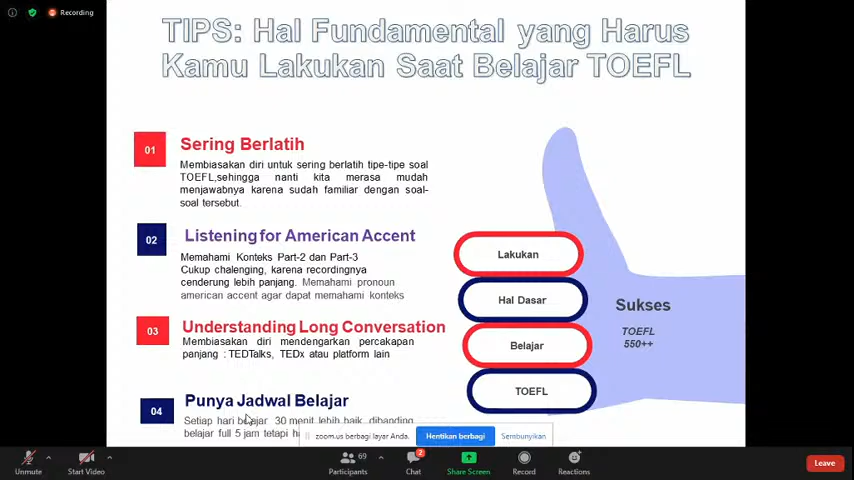 Recording
TIPS: Hal Fundamental yang Harus
Kamu Lakukan Saat Belajar TOEFL
01
Sering Berlatih
Membiasakan diri untuk sering berlatih tipe-tipe soal
TOEFL,sehingga nanti kita merasa mudah
menjawabnya karena sudah familiar dengan soal-
soal tersebut.
02
Listening for American Accent
Memahami Konteks Part-2 dan Part-3
Cukup chalenging, karena recordingnya
cenderung lebih panjang. Memahami pronoun
american accent agar dapat memahami konteks
03
Understanding Long Conversation
Membiasakan diri mendengarkan percakapan
panjang : TEDTalks, TEDx atau platform lain
04
Punya Jadwal Belajar
Setiap hari belajar 30 menit lebih baik dibanding
belajar full 5 jam tetapi
Lakukan
Hal Dasar
Belajar
TOEFL
Sukses
TOEFL
550++
zoom.us berbagi layar Anda.
Hentikan berbagi
Sembunyikan
Unmute
Start Video
69
Participants
2
Chat
Share Screen
Record
Reactions
Leave